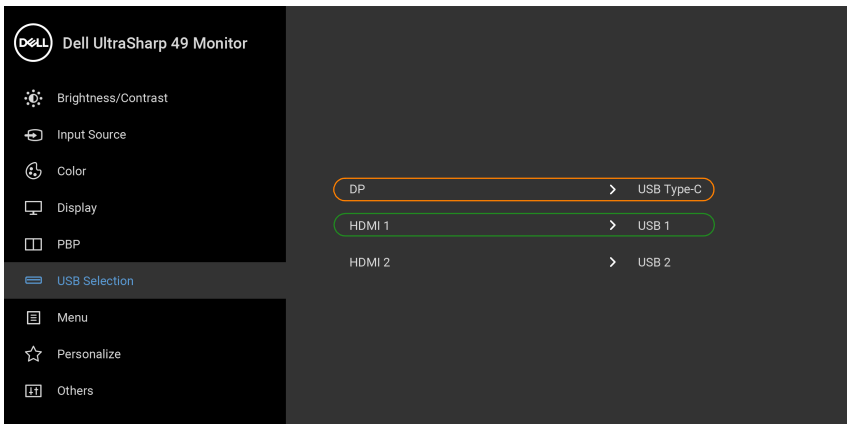 DELL
Dell UltraSharp 49 Monitor
Brightness/Contrast
Input Source
Color
Display
PBP
USB Selection
Menu
Personalize
Others
DP > USB Type-C
HDMI 1 > USB 1
HDMI 2 > USB 2